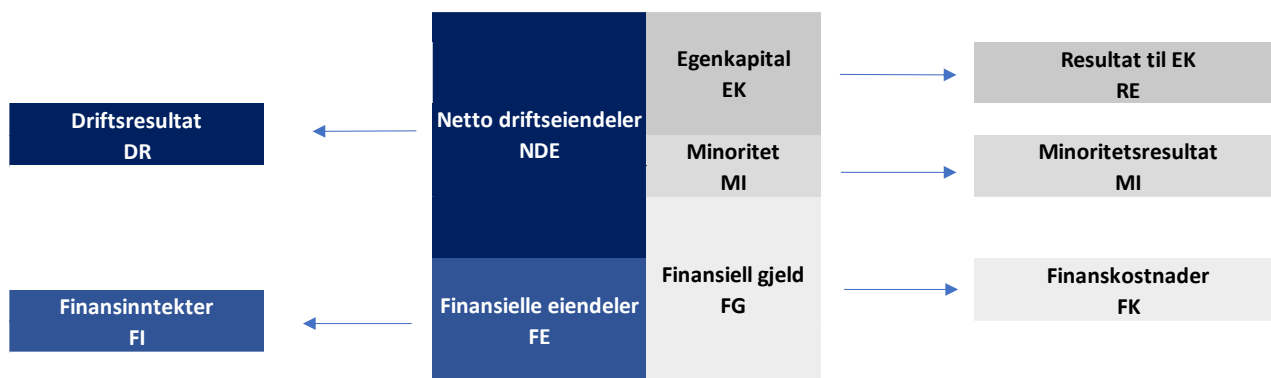 Egenkapital
EK
Resultat til EK
RE
Driftsresultat
DR
Netto driftseiendeler
NDE
Minoritet
MI
Minoritetsresultat
MI
Finansiell gjeld
FG
Finanskostnader
FK
Finansinntekter
FI
Finansielle eiendeler
FE